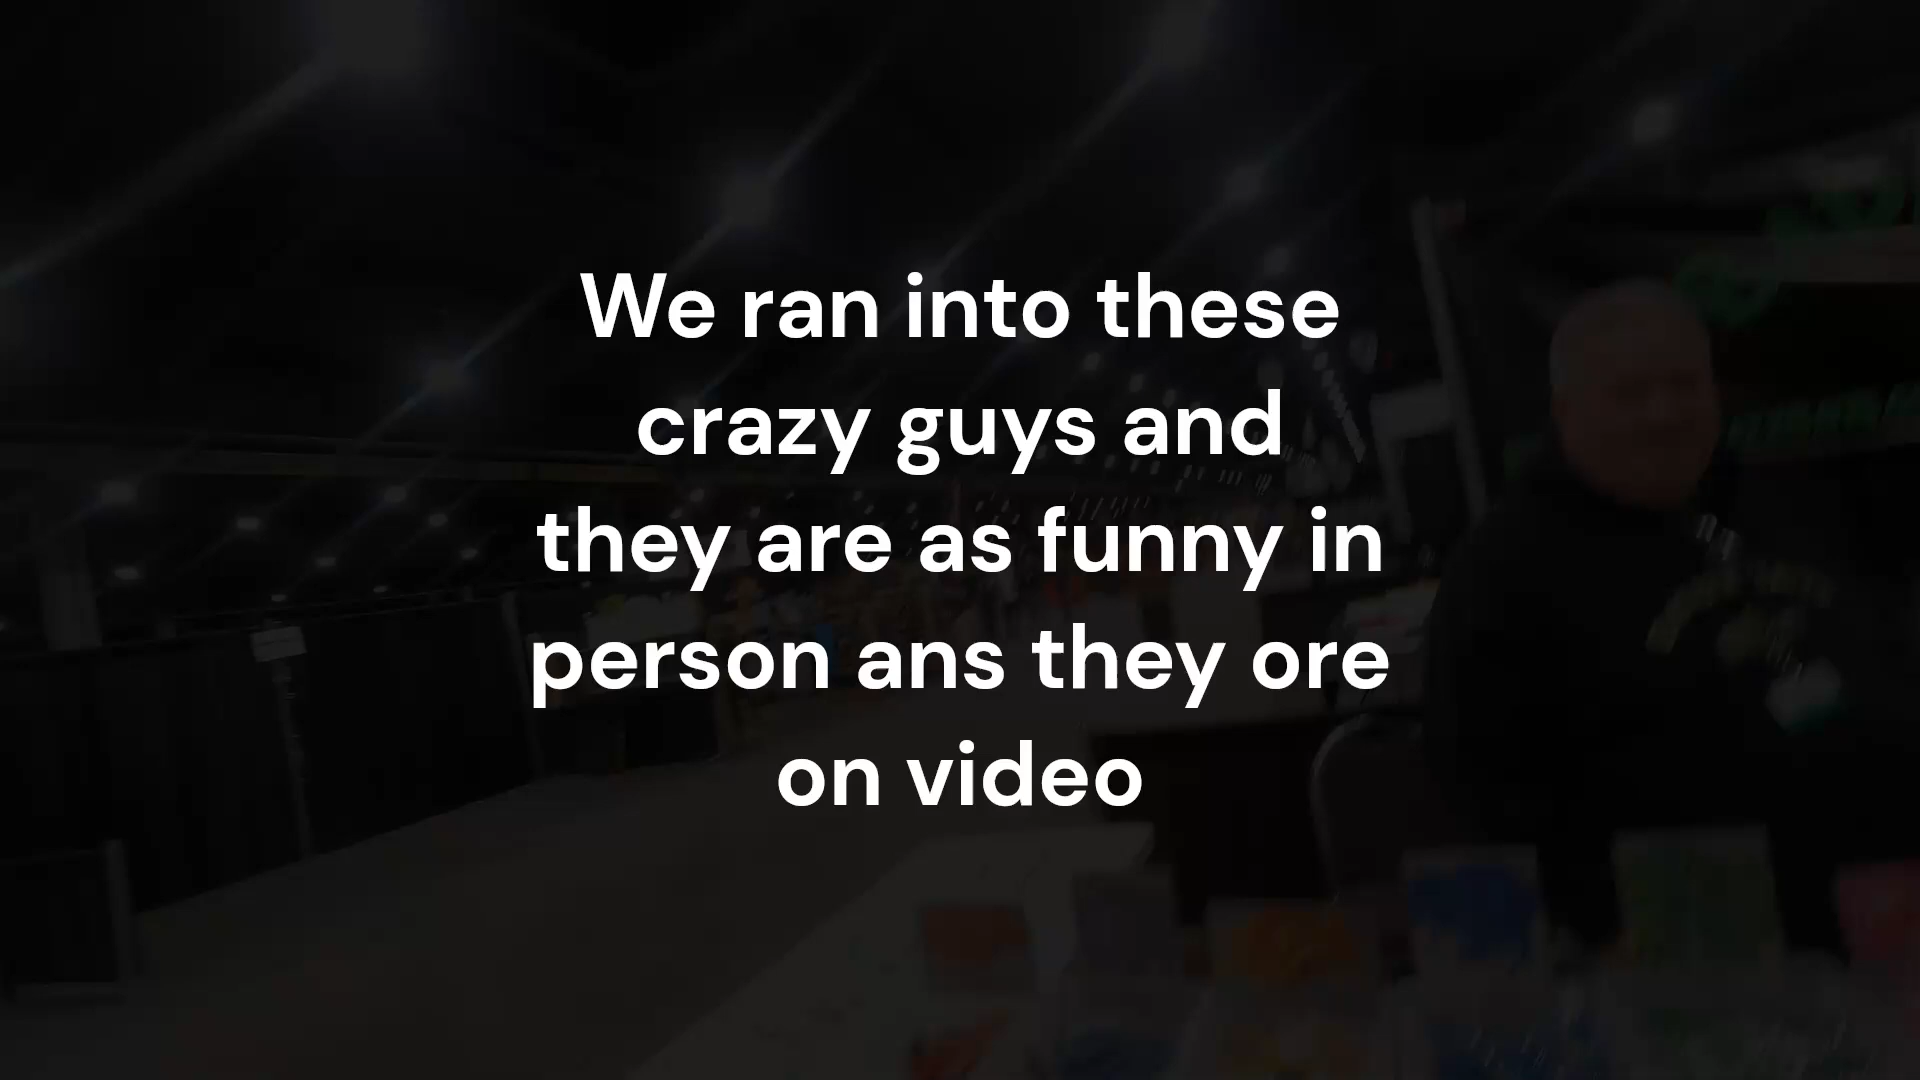 We ran into these
crazy guys and
they are as funny in
person ans they ore
on video